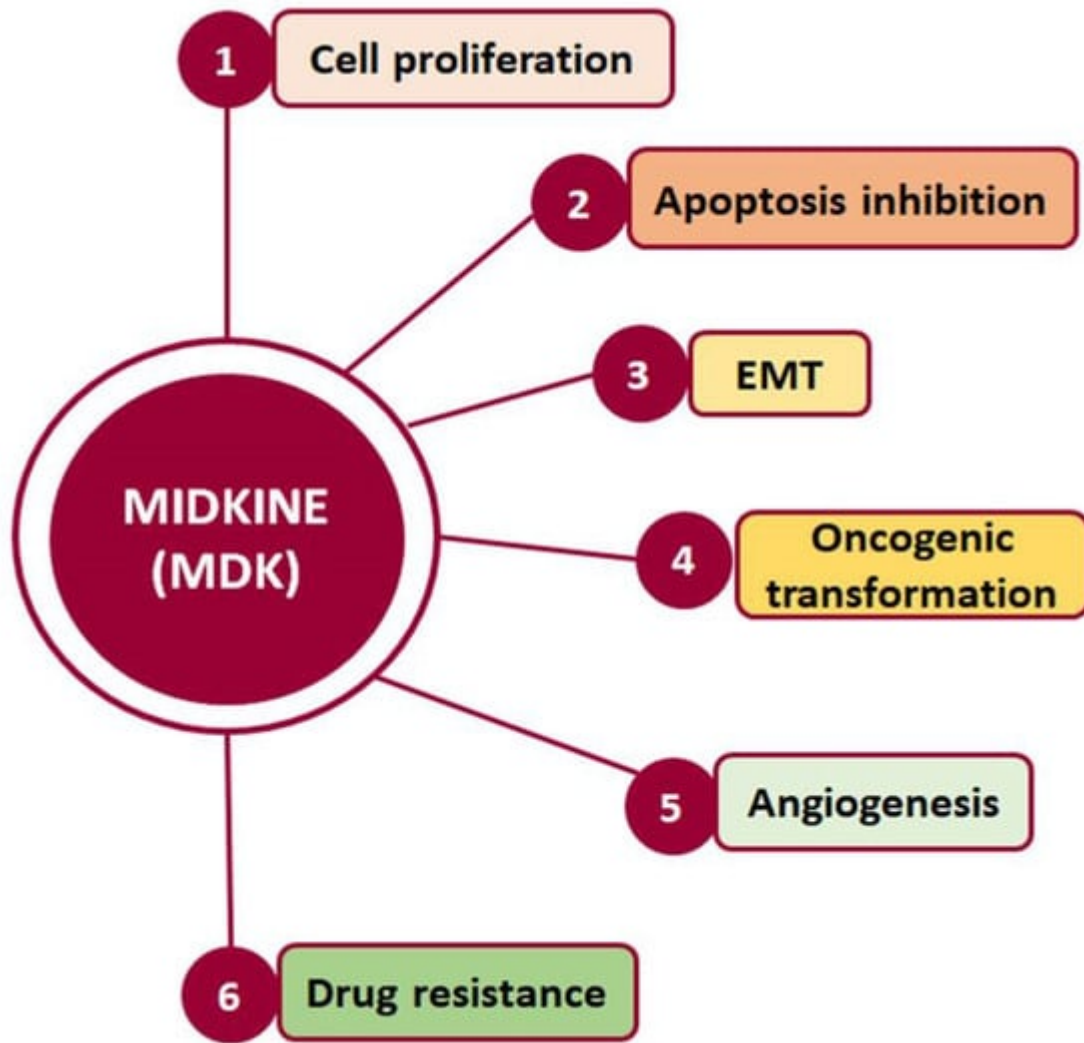 1
Cell proliferation
2
Apoptosis inhibition
3
EMT
MIDKINE
(MDK)
4
Oncogenic
transformation
5
Angiogenesis
6
Drug resistance